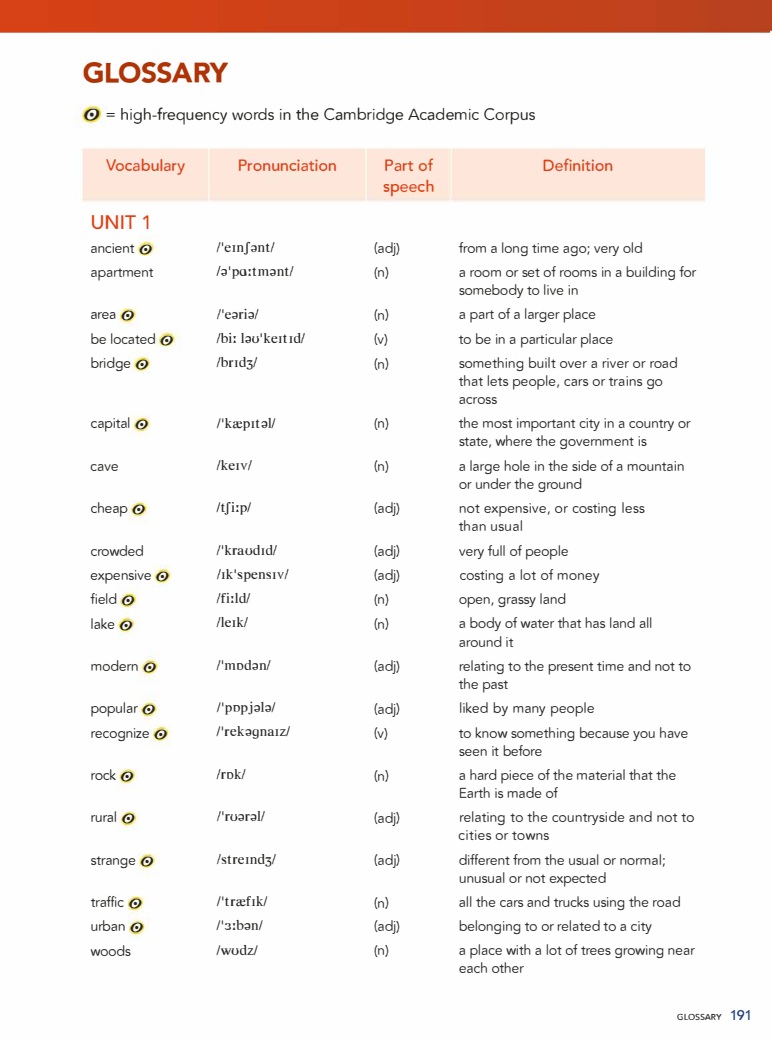 GLOSSARY
= high-frequency words in the Cambridge Academic Corpus
Vocabulary Pronunciation Part of speech Definition
UNIT 1
ancient /ˈeɪnʃənt/ (adj) from a long time ago; very old
apartment /əˈpɑːtmənt/ (n) a room or set of rooms in a building for
somebody to live in
area /ˈeəriə/ (n) a part of a larger place
be located /biː ləʊˈkeɪtɪd/ (v) to be in a particular place
bridge /brɪdʒ/ (n) something built over a river or road
that lets people, cars or trains go
across
capital /ˈkæpɪtəl/ (n) the most important city in a country or
state, where the government is
cave /keɪv/ (n) a large hole in the side of a mountain
or under the ground
cheap /tʃiːp/ (adj) not expensive, or costing less
than usual
crowded /ˈkraʊdɪd/ (adj) very full of people
expensive /ɪkˈspensɪv/ (adj) costing a lot of money
field /fiːld/ (n) open, grassy land
lake /leɪk/ (n) a body of water that has land all
around it
modern /ˈmɒdən/ (adj) relating to the present time and not to
the past
popular /ˈpɒpjələ/ (adj) liked by many people
recognize /ˈrekəɡnaɪz/ (v) to know something because you have
seen it before
rock /rɒk/ (n) a hard piece of the material that the
Earth is made of
rural /ˈrʊərəl/ (adj) relating to the countryside and not to
cities or towns
strange /streɪndʒ/ (adj) different from the usual or normal;
unusual or not expected
traffic /ˈtræfɪk/ (n) all the cars and trucks using the road
urban /ˈɜːbən/ (adj) belonging to or related to a city
woods /wʊdz/ (n) a place with a lot of trees growing near
each other
GLOSSARY 191